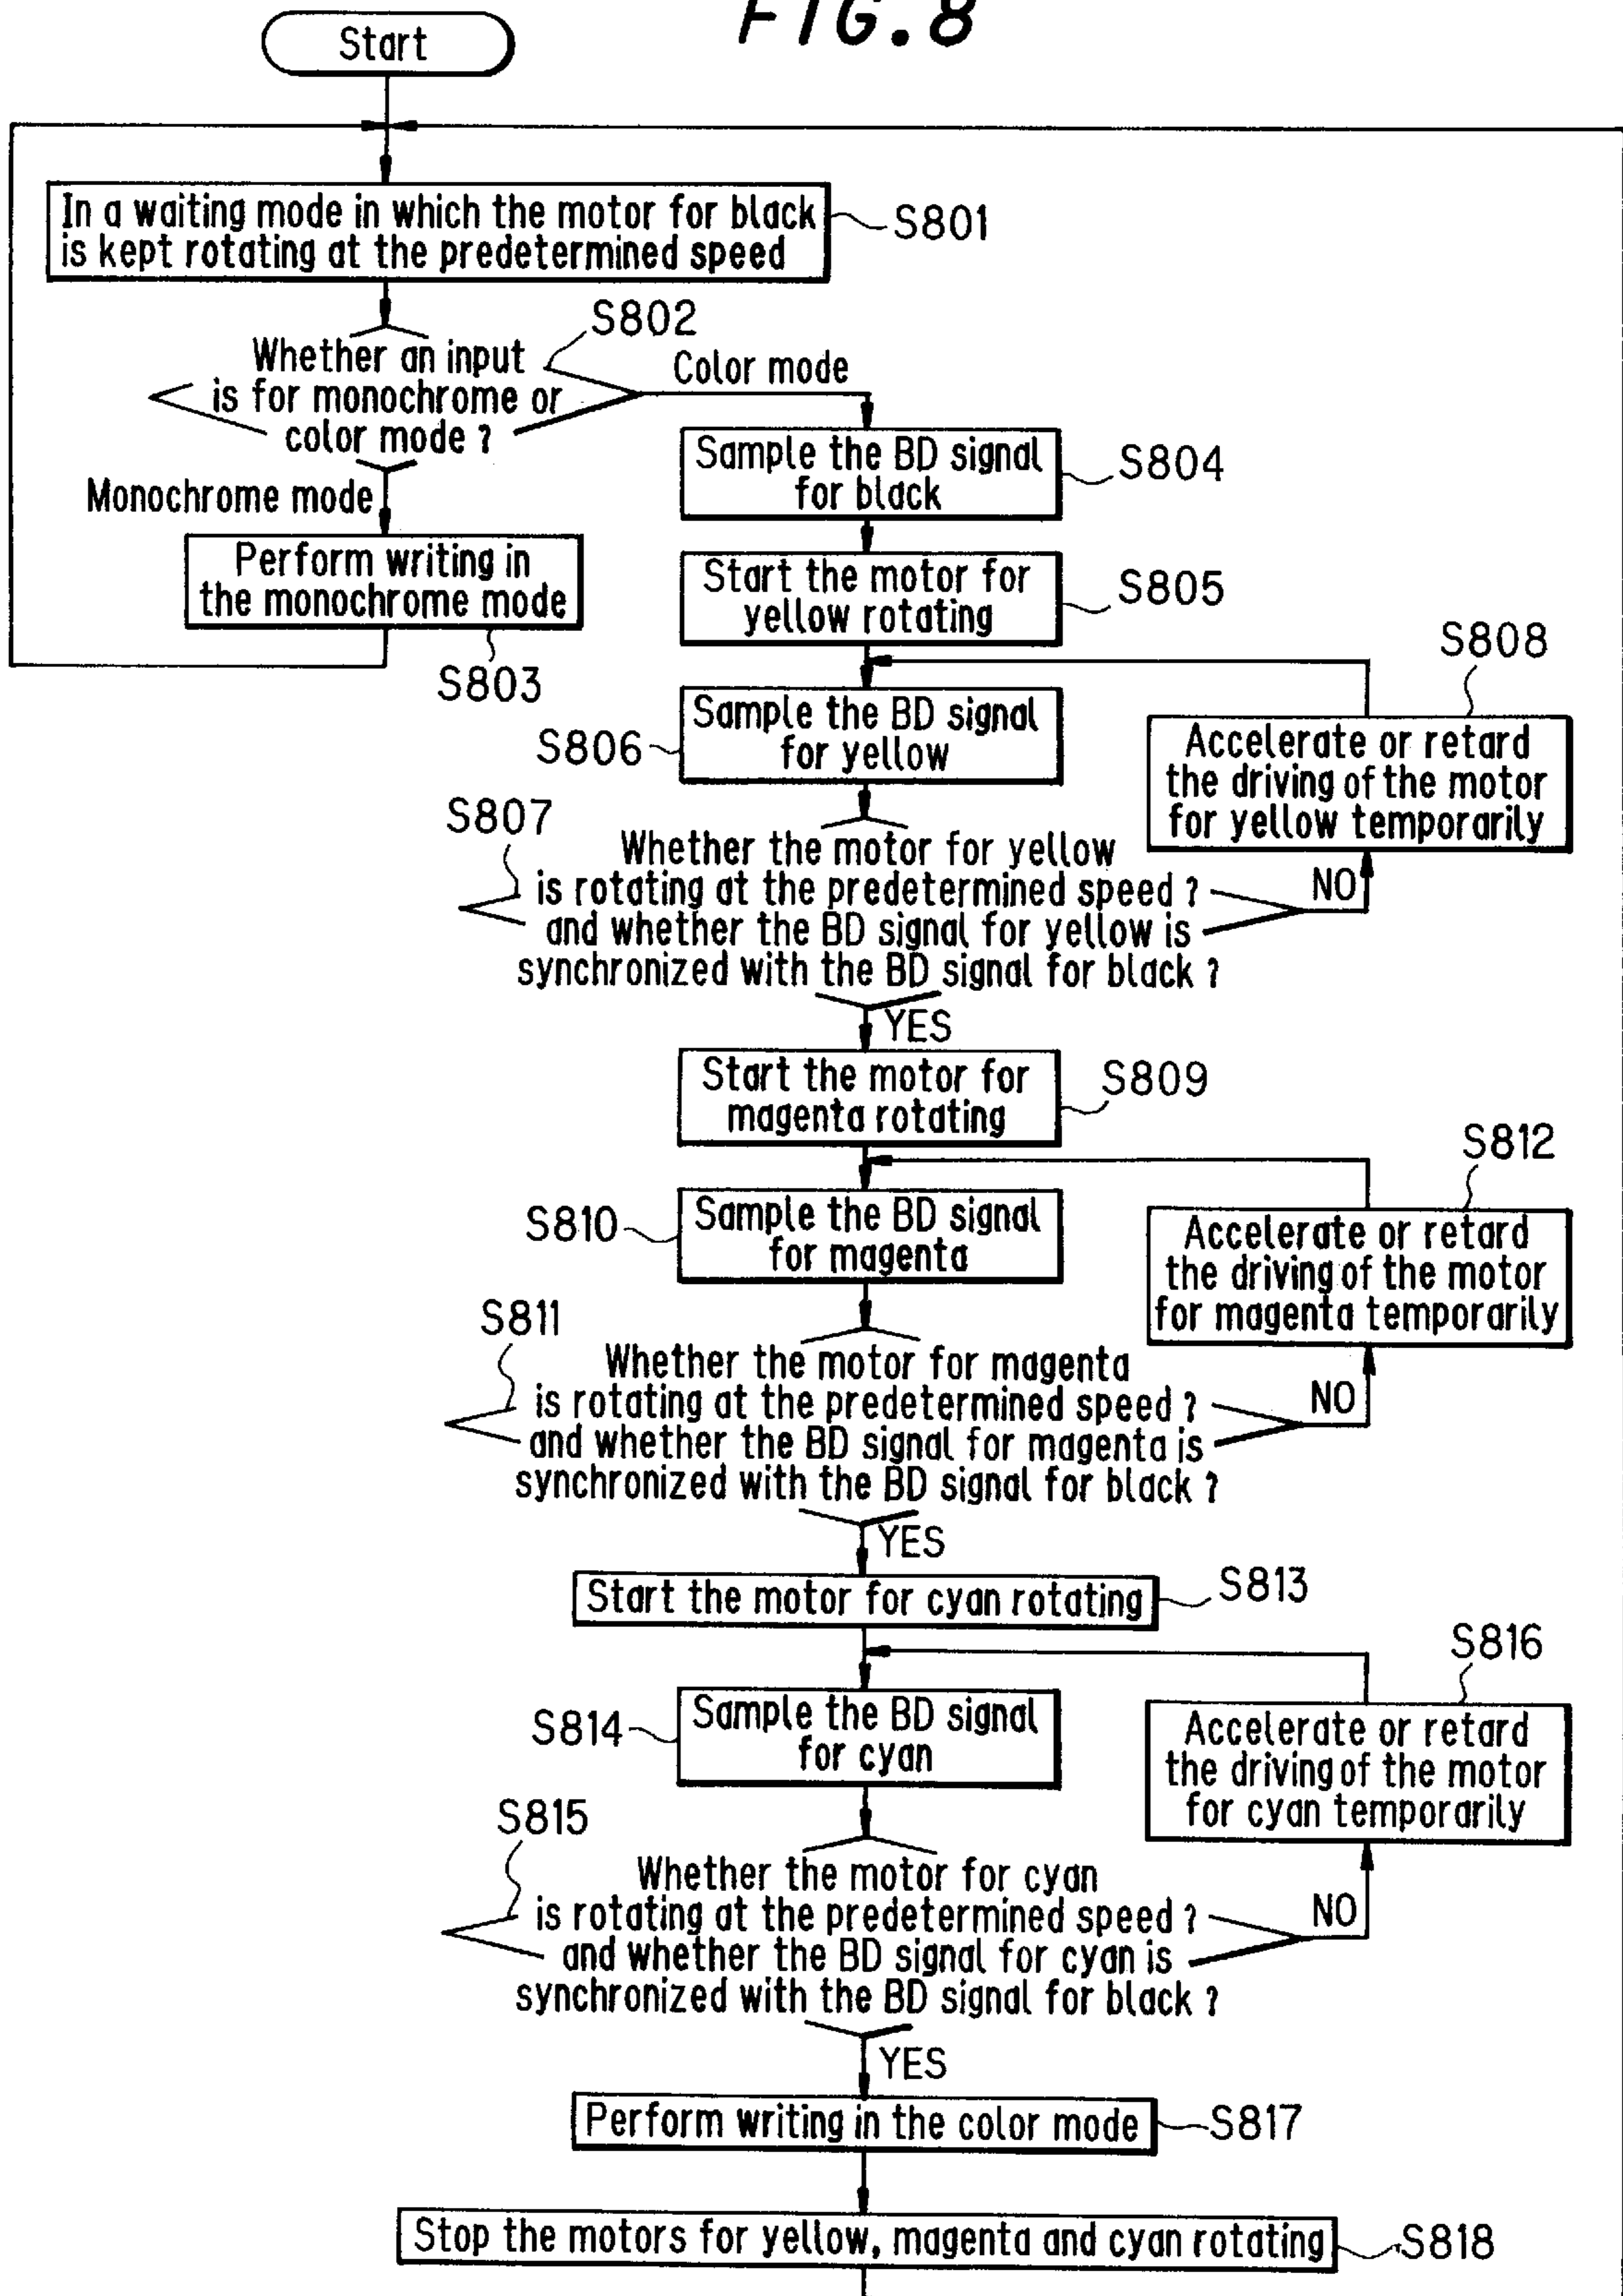 FIG.8
Start
In a waiting mode in which the motor for black
is kept rotating at the predetermined speed
S801
S802
Whether an input
is for monochrome or
color mode ?
Color mode
Monochrome mode
Perform writing in
the monochrome mode
S803
Sample the BD signal
for black
S804
Start the motor for
yellow rotating
S805
Sample the BD signal
for yellow
S806
S807
Whether the motor for yellow
is rotating at the predetermined speed ?
and whether the BD signal for yellow is
synchronized with the BD signal for black ?
NO
S808
Accelerate or retard
the driving of the motor
for yellow temporarily
YES
Start the motor for
magenta rotating
S809
Sample the BD signal
for magenta
S810
S811
Whether the motor for magenta
is rotating at the predetermined speed ?
and whether the BD signal for magenta is
synchronized with the BD signal for black ?
NO
S812
Accelerate or retard
the driving of the motor
for magenta temporarily
YES
Start the motor for cyan rotating
S813
Sample the BD signal
for cyan
S814
S815
Whether the motor for cyan
is rotating at the predetermined speed ?
and whether the BD signal for cyan is
synchronized with the BD signal for black ?
NO
S816
Accelerate or retard
the driving of the motor
for cyan temporarily
YES
Perform writing in the color mode
S817
Stop the motors for yellow, magenta and cyan rotating
S818